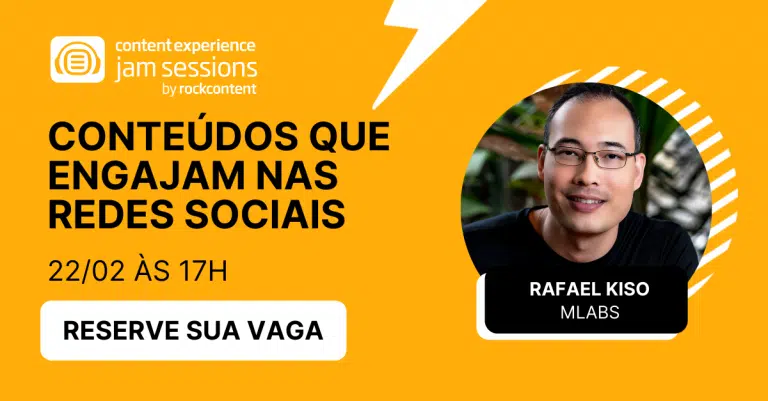 content experience
jam sessions
by rockcontent
CONTEÚDOS QUE
ENGAJAM NAS
REDES SOCIAIS
22/02 ÀS 17H
RESERVE SUA VAGA
RAFAEL KISO
MLABS